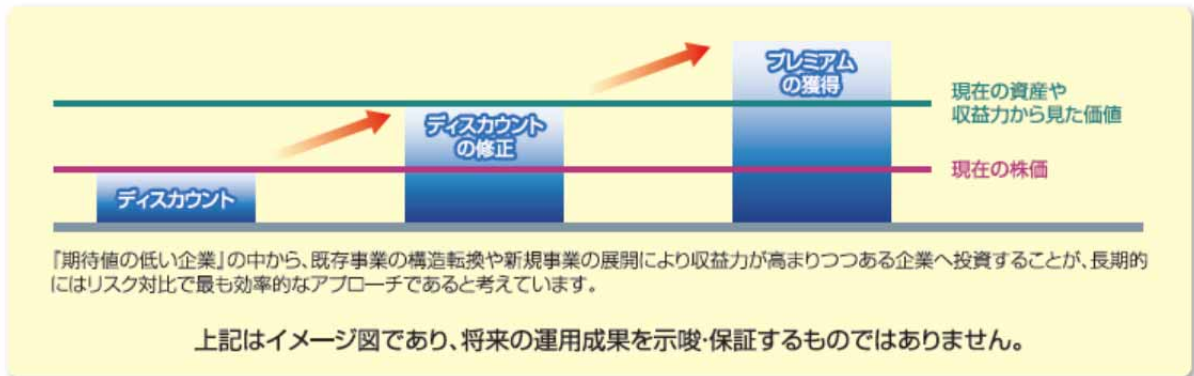 プレミアム
の獲得
現在の資産や
収益力から見た価値
ディスカウント
の修正
現在の株価
ディスカウント
『期待値の低い企業』の中から、既存事業の構造転換や新規事業の展開により収益力が高まりつつある企業へ投資することが、長期的
にはリスク対比で最も効率的なアプローチであると考えています。
上記はイメージ図であり、将来の運用成果を示唆・保証するものではありません。